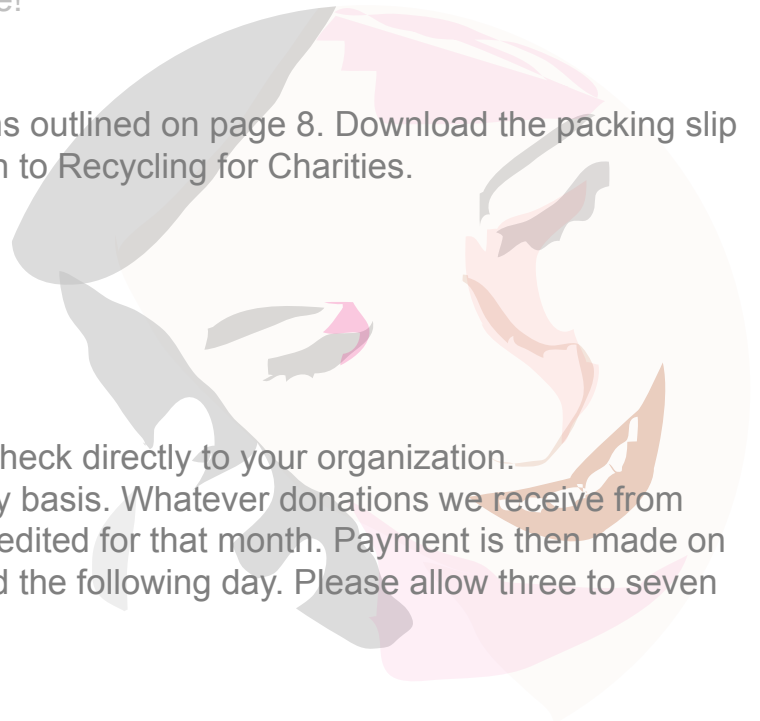 e!
ns outlined on page 8. Download the packing slip
n to Recycling for Charities.
heck directly to your organization.
y basis. Whatever donations we receive from
edited for that month. Payment is then made on
d the following day. Please allow three to seven